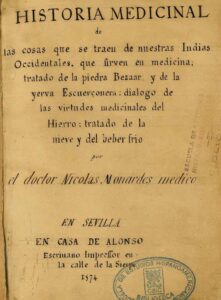 HISTORIA MEDICINAL
de
las cosas que se traen de nuestras Indias
Occidentales, que sirven en medicina;
tratado de la piedra Bezaar, y de la
yerva Escuerçonera: dialogo de
las virtudes medicinales del
Hierro: tratado de la
nieve y del beber frio
por
el doctor Nicolas Monardes medico
EN SEVILLA
EN CASA DE ALONSO
Escrivano Impressor en
la calle de la Sierpe
1574
BIBLIOTECA